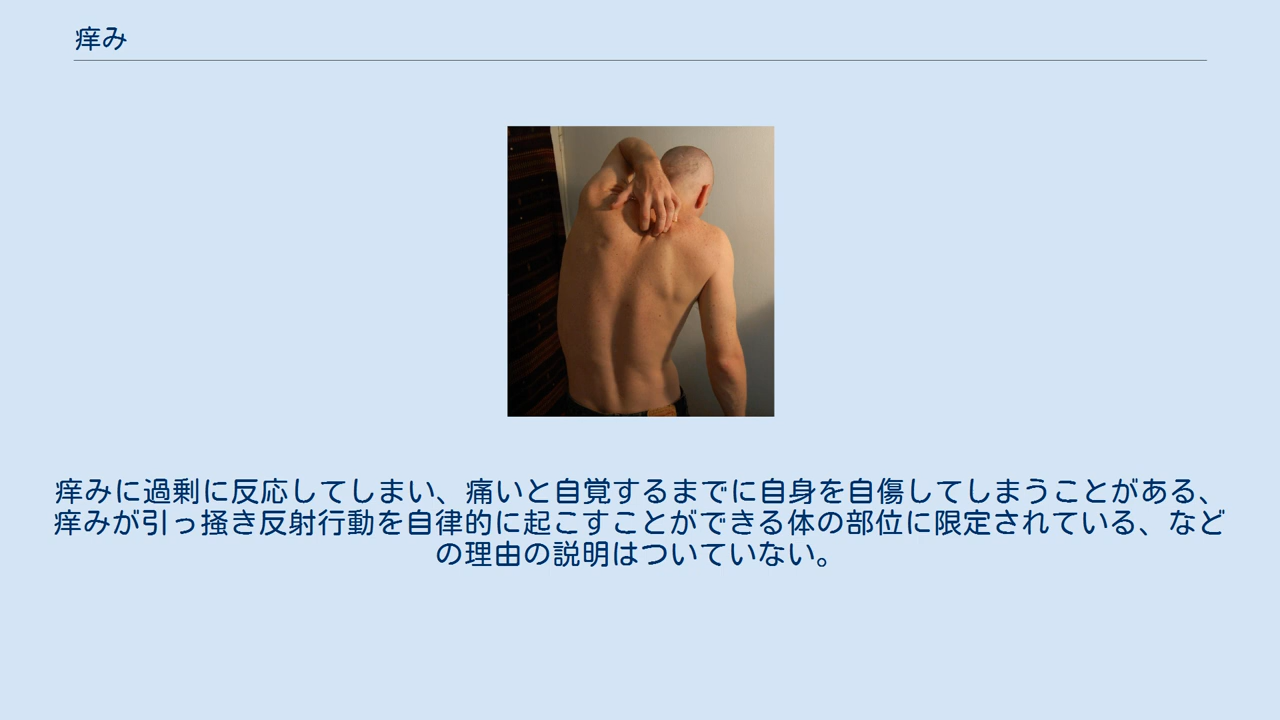 痒み
痒みに過剰に反応してしまい、痛いと自覚するまでに自身を自傷してしまうことがある、
痒みが引っ掻き反射行動を自律的に起こすことができる体の部位に限定されている、など
の理由の説明はついていない。